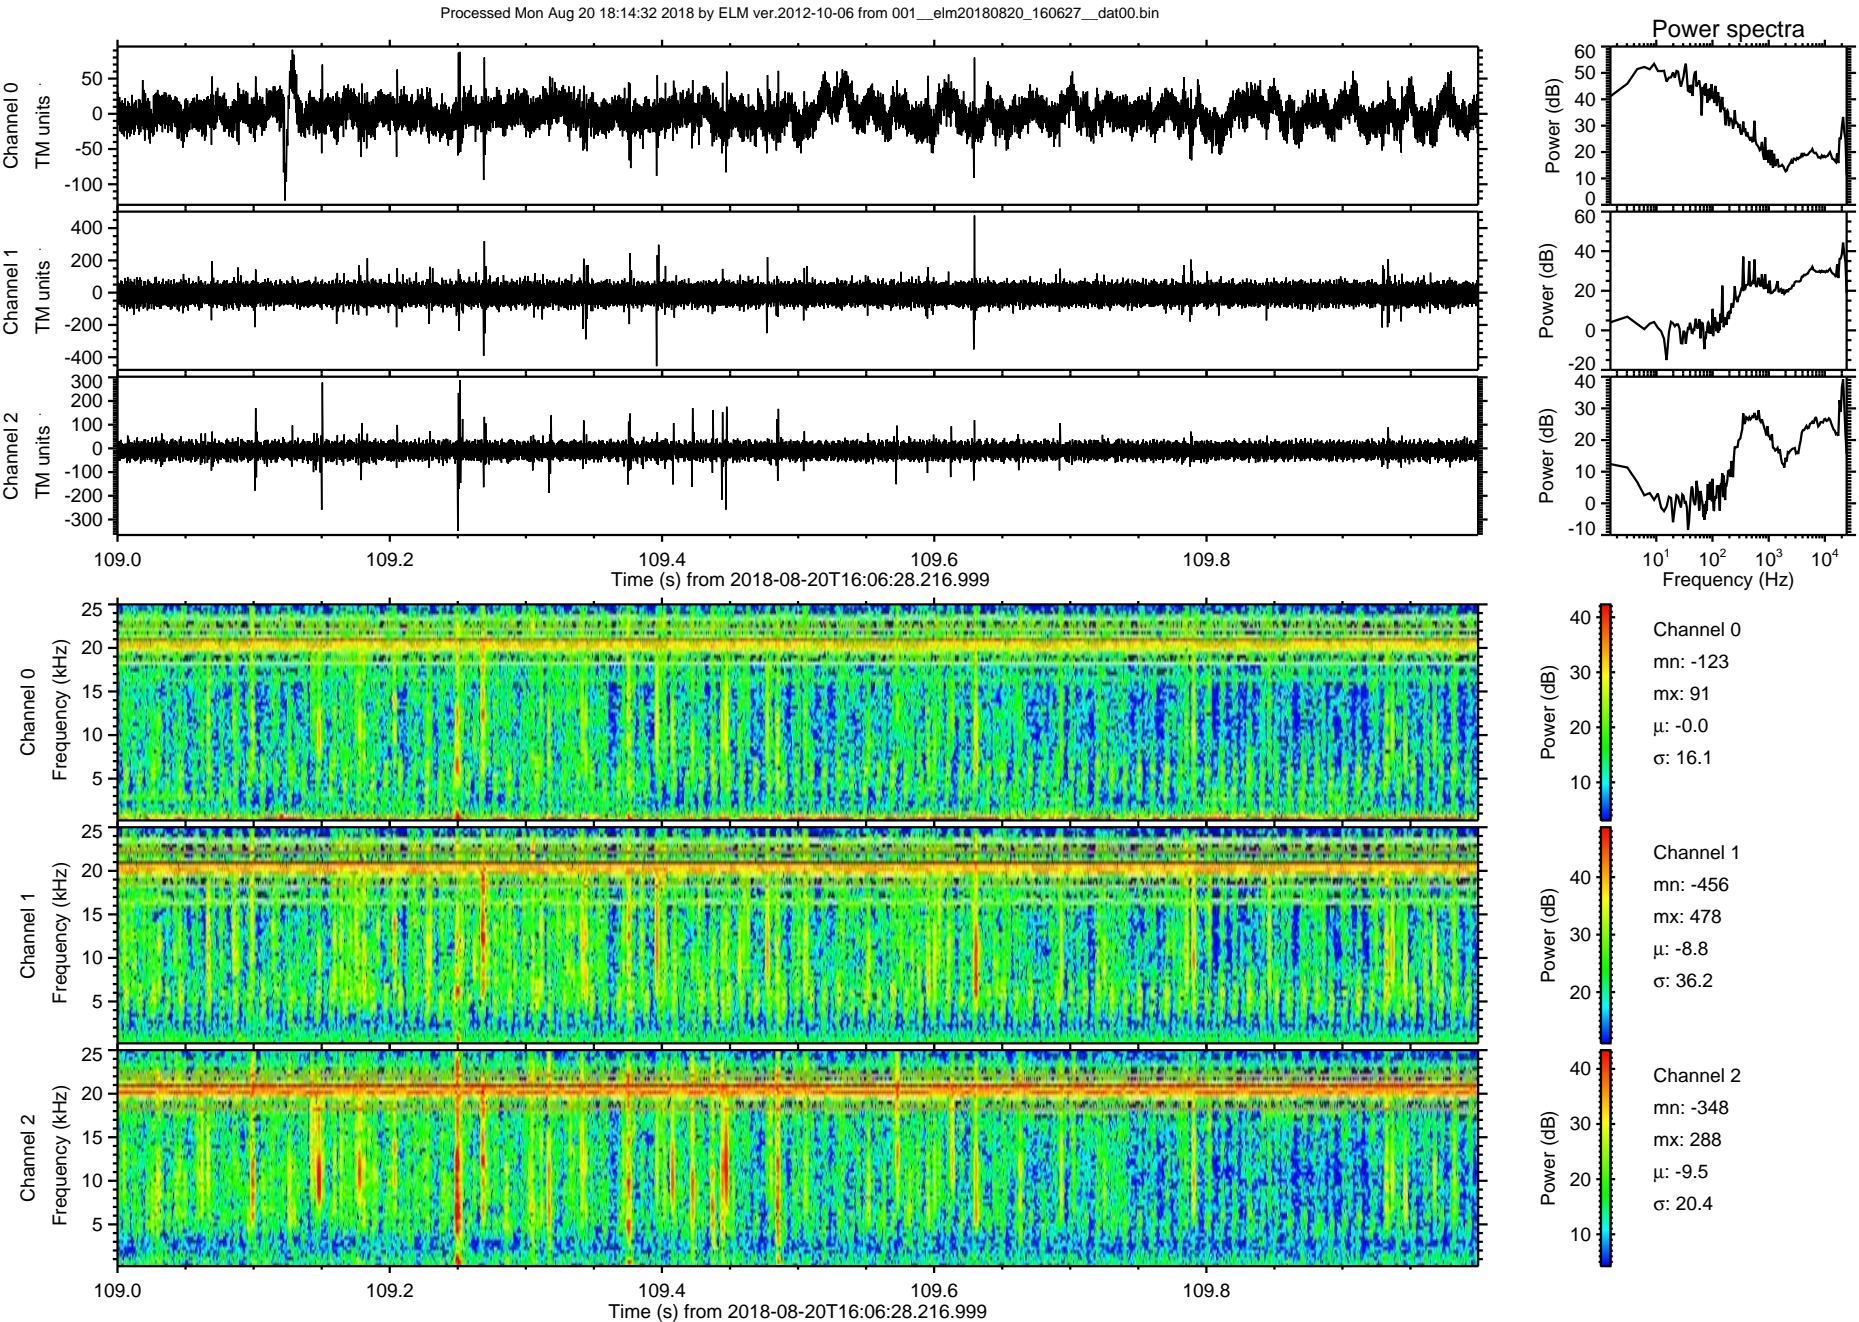 Processed Mon Aug 20 18:14:32 2018 by ELM ver.2012-10-06 from 001__elm20180820_160627__dat00.bin
Power spectra
Channel 0
TM units
50
0
-50
-100
Power (dB)
60
50
40
30
20
10
0
Channel 1
TM units
400
200
0
-200
-400
Power (dB)
60
40
20
0
-20
Channel 2
TM units
300
200
100
0
-100
-200
-300
Power (dB)
40
30
20
10
0
-10
109.0 109.2 109.4 109.6 109.8
Time (s) from 2018-08-20T16:06:28.216.999
10^1 10^2 10^3 10^4
Frequency (Hz)
Channel 0
Frequency (kHz)
25
20
15
10
5
Power (dB)
40
30
20
10
Channel 0
mn: -123
mx: 91
μ: -0.0
σ: 16.1
Channel 1
Frequency (kHz)
25
20
15
10
5
Power (dB)
40
30
20
Channel 1
mn: -456
mx: 478
μ: -8.8
σ: 36.2
Channel 2
Frequency (kHz)
25
20
15
10
5
Power (dB)
40
30
20
10
Channel 2
mn: -348
mx: 288
μ: -9.5
σ: 20.4
109.0 109.2 109.4 109.6 109.8
Time (s) from 2018-08-20T16:06:28.216.999